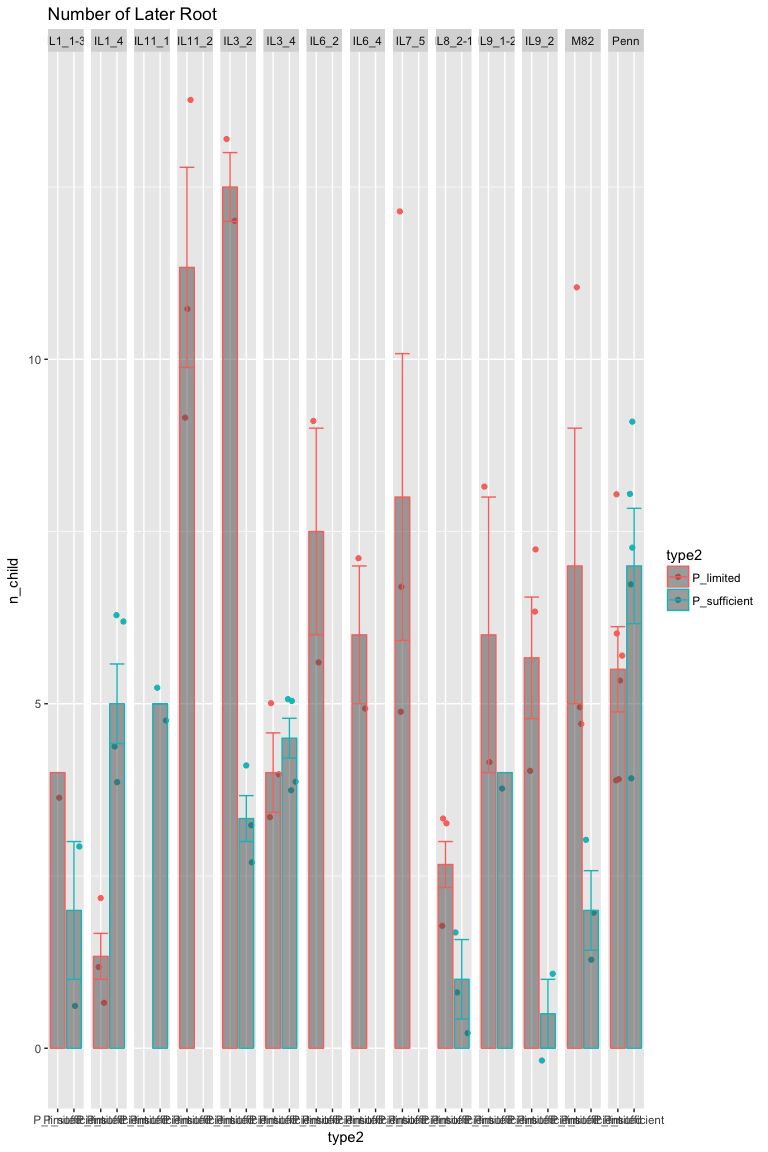 Number of Later Root
L1_1-3 IL1_4 IL11_1 IL11_2 IL3_2 IL3_4 IL6_2 IL6_4 IL7_5 L8_2-1 L9_1-2 IL9_2 M82 Penn
n_child
10
5
0
type2
type2
P_limited
P_sufficient